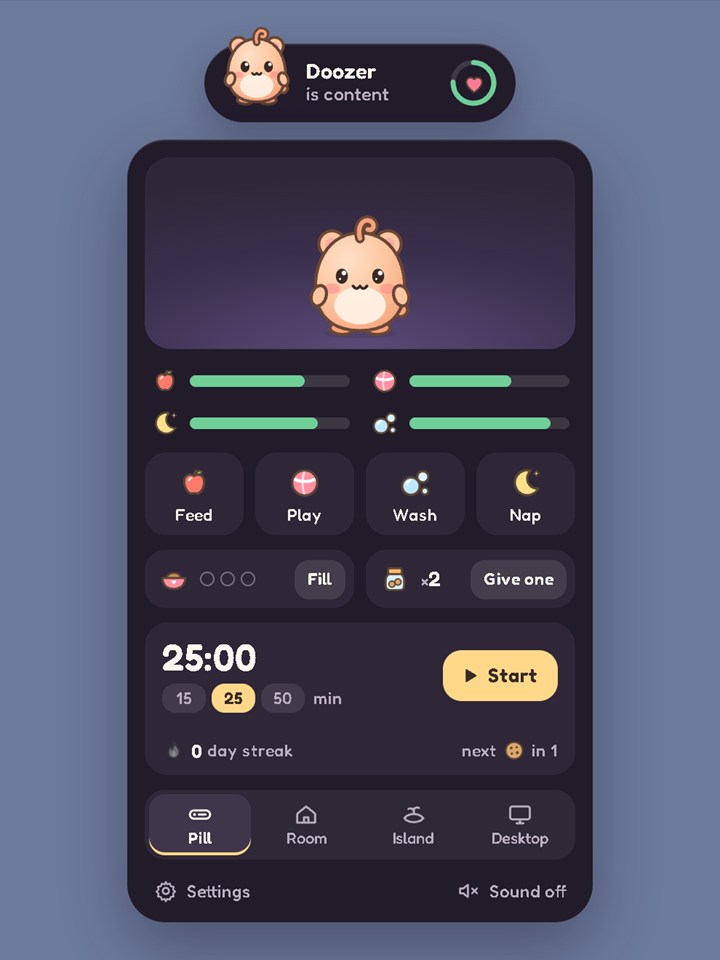 Doozer
is content
Feed
Play
Wash
Nap
Fill
×2
Give one
25:00
Start
15
25
50
min
0 day streak
next in 1
Pill
Room
Island
Desktop
Settings
Sound off